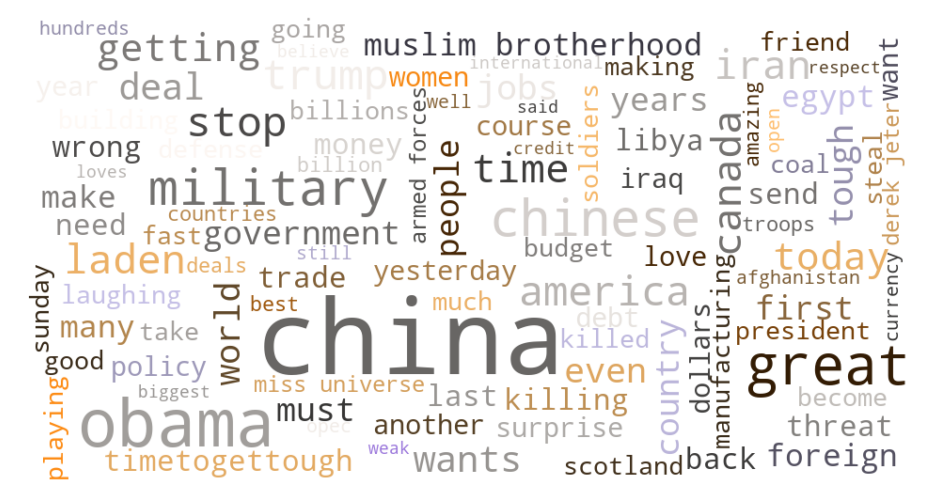 hundreds
going
getting
muslim brotherhood
friend
believe
international
iran
want
trump
women
making
respect
year
deal
jobs
billions
armed forces
well
said
soldiers
years
canada
amazing
egypt
open
building
stop
course
credit
wrong
defense
money
people
time
libya
tough
steal
derek jeter
loves
billion
coal
military
iraq
make
send
countries
chinese
need
fast
government
troops
still
budget
love
laden
deals
yesterday
today
trade
afghanistan
currency
sunday
laughing
world
best
china
much
america
debt
dollars
manufacturing
first
many
take
killed
country
president
good
policy
miss universe
even
great
playing
biggest
last
killing
become
obama
must
opec
another
surprise
threat
weak
timetogettough
wants
scotland
back
foreign